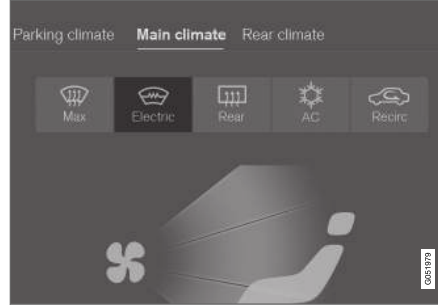 Parking climate Main climate Rear climate
Max Electric Rear AC Recirc
G051979